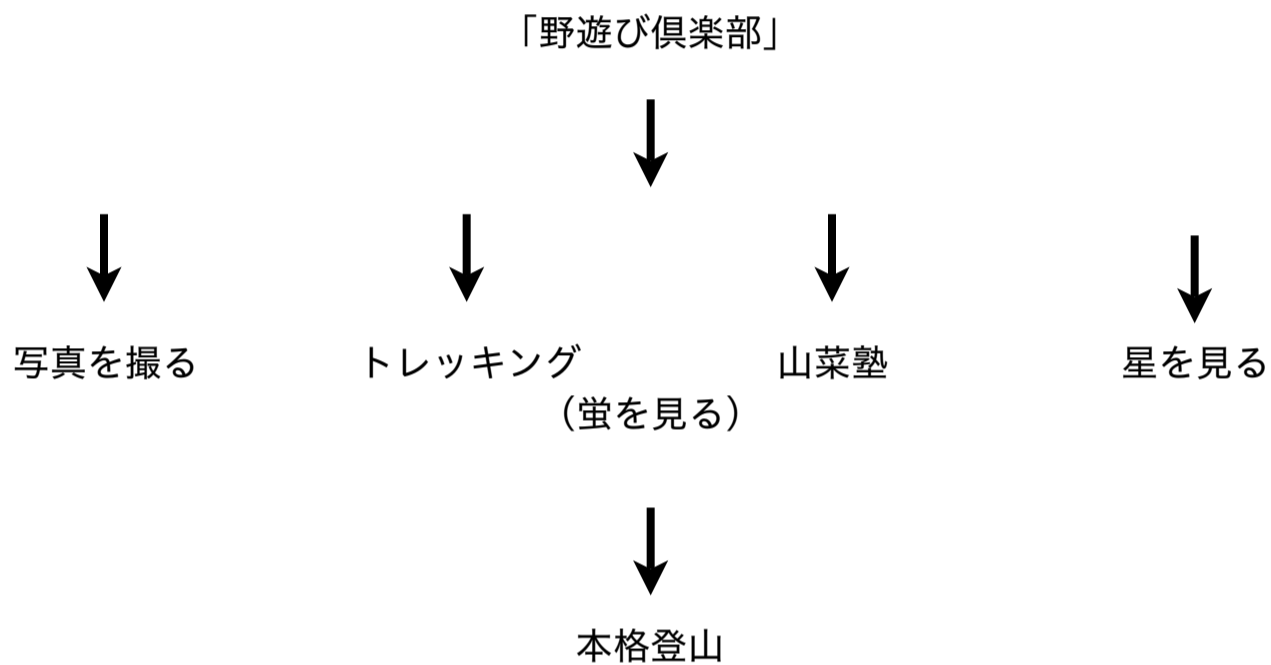 「野遊び倶楽部」
写真を撮る
トレッキング
山菜塾
星を見る
（蛍を見る）
本格登山